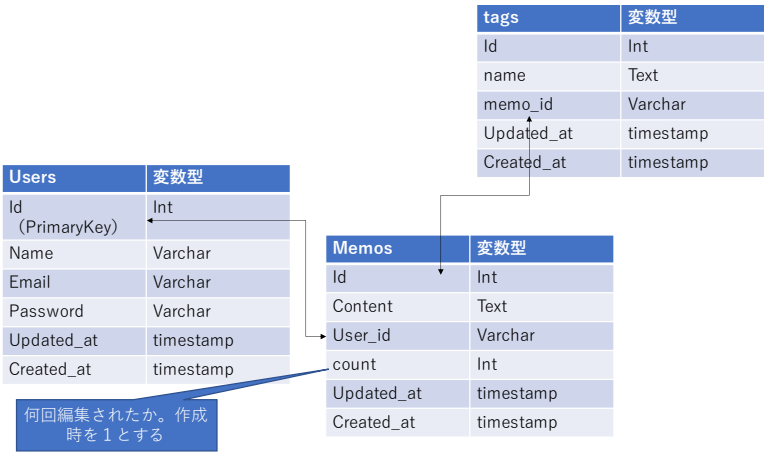 tags 変数型
Id Int
name Text
memo_id Varchar
Updated_at timestamp
Created_at timestamp
Users 変数型
Id Int
（PrimaryKey）
Name Varchar
Email Varchar
Password Varchar
Updated_at timestamp
Created_at timestamp
Memos 変数型
Id Int
Content Text
User_id Varchar
count Int
Updated_at timestamp
Created_at timestamp
何回編集されたか。作成
時を１とする